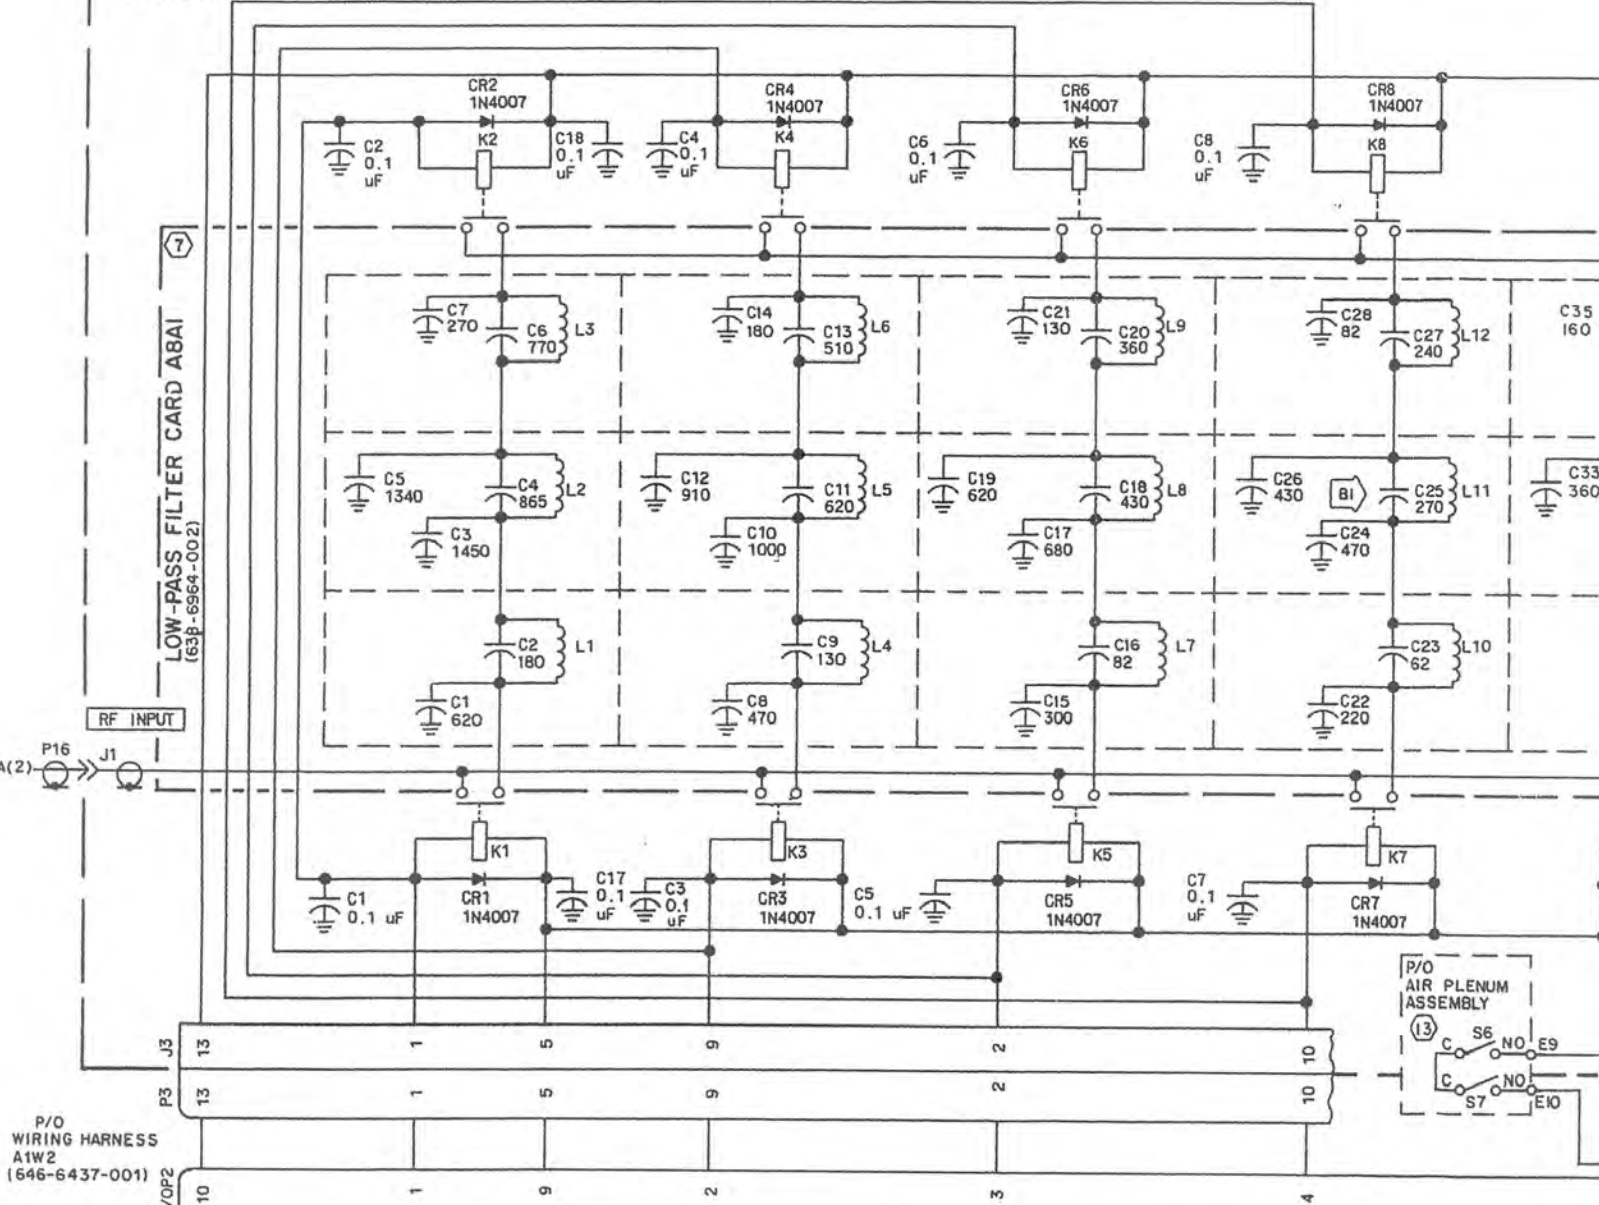 CR2
1N4007
K2
C2
0.1
uF
C18
0.1
uF
CR4
1N4007
K4
C4
0.1
uF
CR6
1N4007
K6
C6
0.1
uF
CR8
1N4007
K8
C8
0.1
uF
7
LOW-PASS FILTER CARD A8A1
(638-6964-002)
C7
270
C6
770
L3
C14
180
C13
510
L6
C21
130
C20
360
L9
C28
82
C27
240
L12
C35
160
C5
1340
C4
865
L2
C3
1450
C12
910
C11
620
L5
C10
1000
C19
620
C18
430
L8
C17
680
C26
430
B1
C25
270
L11
C24
470
C33
360
C2
180
L1
C1
620
C9
130
L4
C8
470
C16
82
L7
C15
300
C23
62
L10
C22
220
RF INPUT
A(2)
P16
J1
K1
C1
0.1 uF
CR1
1N4007
C17
0.1
uF
K3
C3
0.1
uF
CR3
1N4007
K5
C5
0.1 uF
CR5
1N4007
K7
C7
0.1
uF
CR7
1N4007
P/O
AIR PLENUM
ASSEMBLY
13
C S6 NO E9
C S7 NO E10
J3 13 1 5 9 2 10
P3 13 1 5 9 2 10
P/O
WIRING HARNESS
A1W2
(646-6437-001)
/OP2 10 1 9 2 3 4